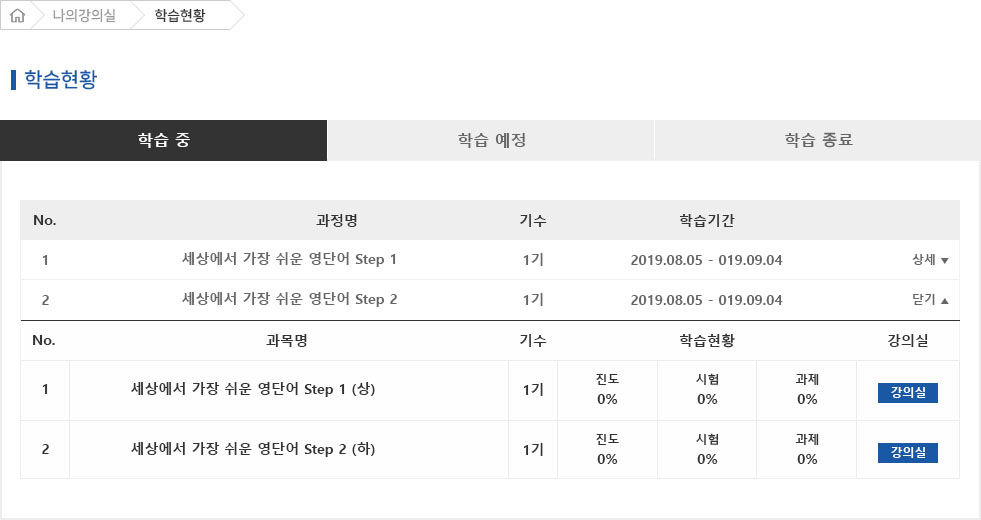 나의강의실 학습현황
학습현황
학습 중 학습 예정 학습 종료
No. 과정명 기수 학습기간
1 세상에서 가장 쉬운 영단어 Step 1 1기 2019.08.05 - 019.09.04 상세 ▼
2 세상에서 가장 쉬운 영단어 Step 2 1기 2019.08.05 - 019.09.04 닫기 ▲
No. 과목명 기수 학습현황 강의실
1 세상에서 가장 쉬운 영단어 Step 1 (상) 1기 진도 시험 과제 강의실
0% 0% 0%
2 세상에서 가장 쉬운 영단어 Step 2 (하) 1기 진도 시험 과제 강의실
0% 0% 0%